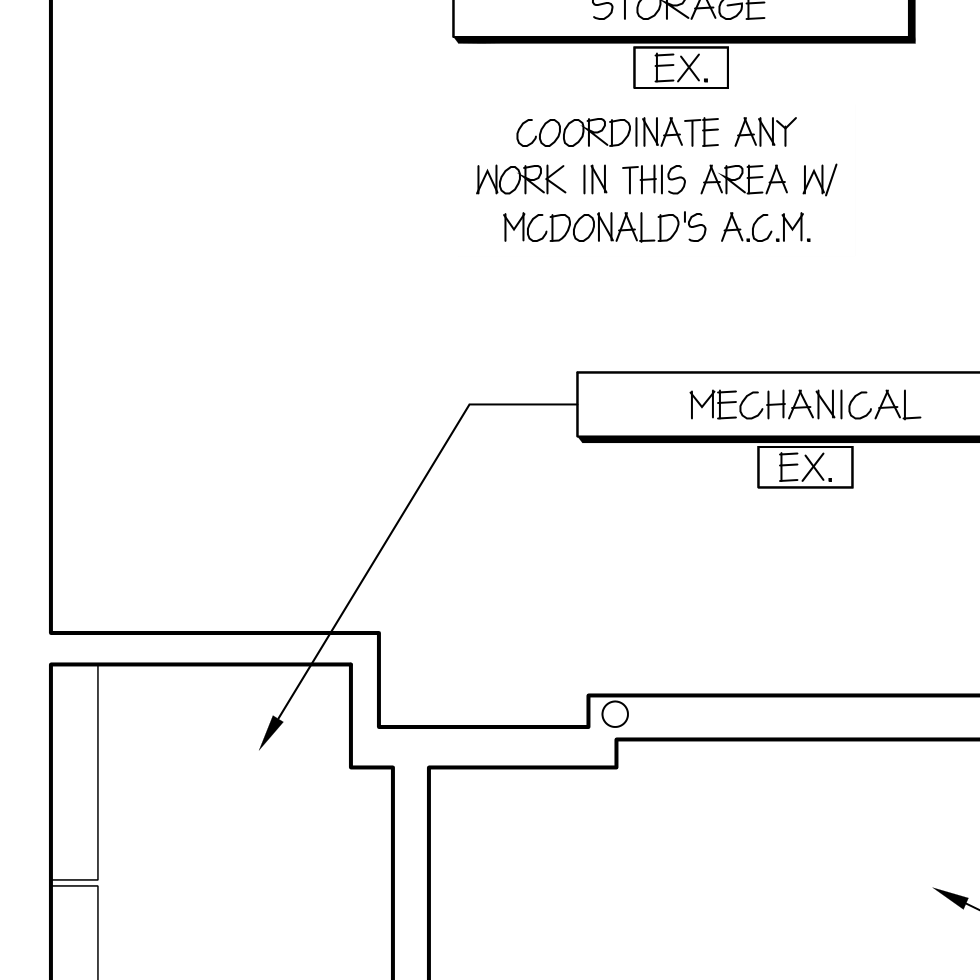 STORAGE
EX.
COORDINATE ANY
WORK IN THIS AREA W/
MCDONALD'S A.C.M.
MECHANICAL
EX.